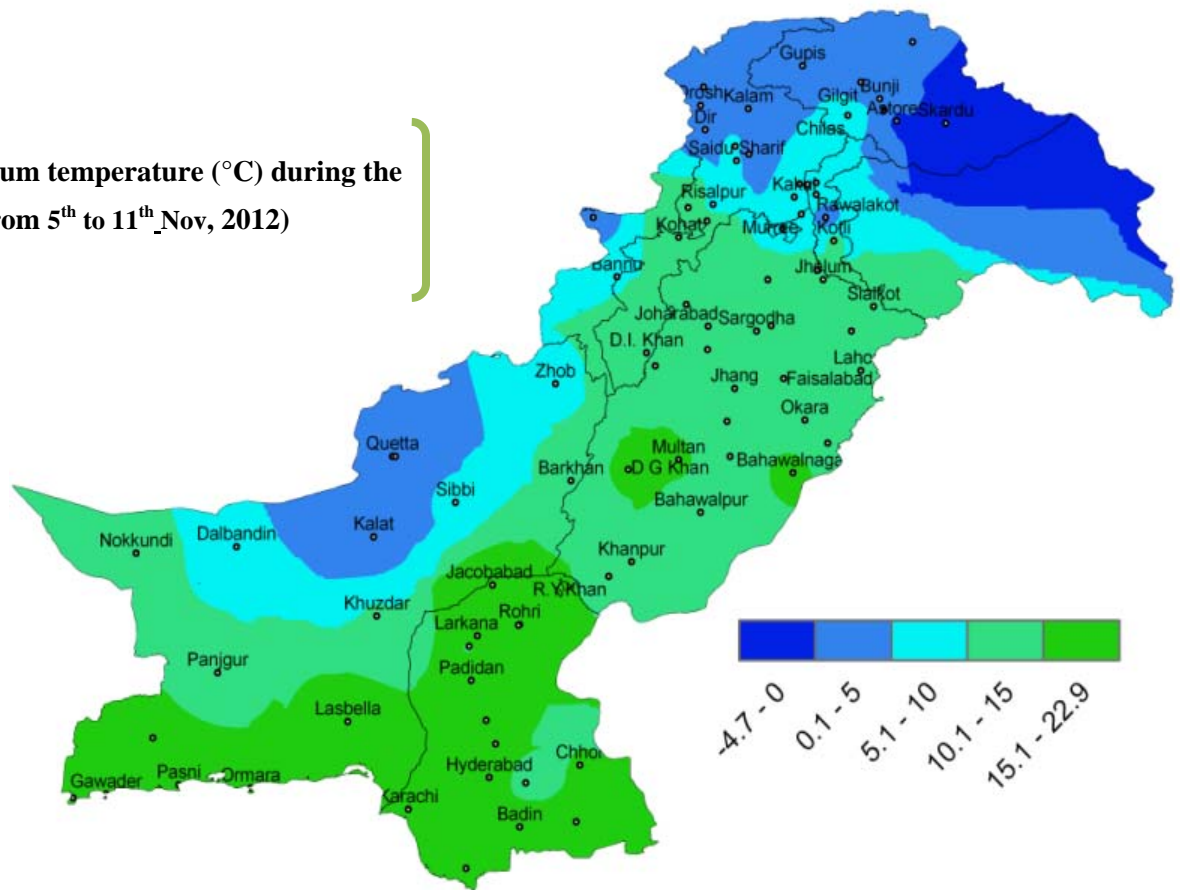 um temperature (°C) during the
om 5th to 11th Nov, 2012)
Gupis
Bunji
Gilgit
Drosh
Kalam
Astore
Skardu
Dir
Chilas
Saidu Sharif
Kakul
Risalpur
Rawalakot
Kohat
Murree
Kotli
Bannu
Jhelum
Sialkot
Joharabad
Sargodha
D.I. Khan
Zhob
Jhang
Faisalabad
Okara
Quetta
Multan
D G Khan
Bahawalnaga
Barkhan
Sibbi
Bahawalpur
Kalat
Dalbandin
Nokkundi
Khanpur
Jacobabad
R.Y.Khan
Khuzdar
Rohri
Larkana
Panjgur
Padidan
Lasbella
Chhor
Hyderabad
Gawader
Pasni
Ormara
Karachi
Badin
-4.7 - 0
0.1 - 5
5.1 - 10
10.1 - 15
15.1 - 22.9